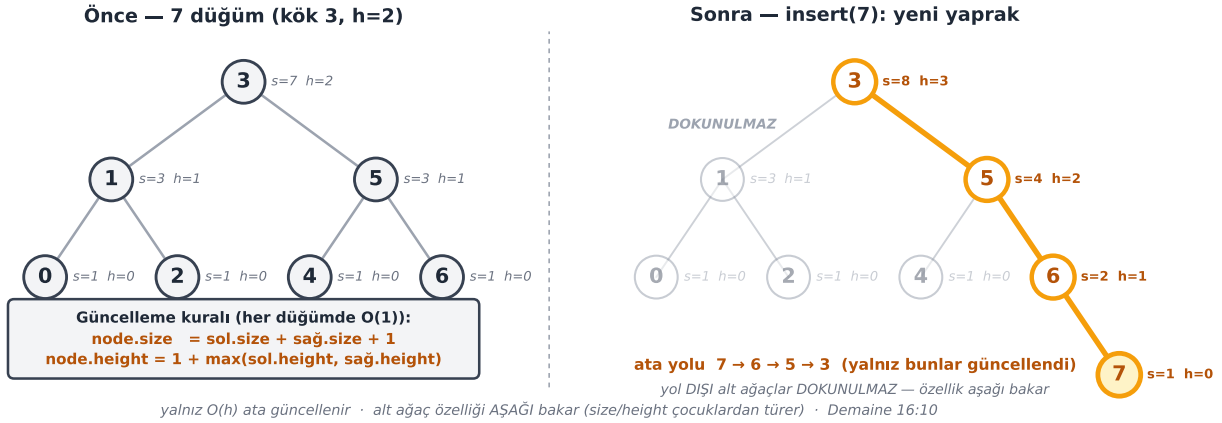 Önce — 7 düğüm (kök 3, h=2)
3 s=7 h=2
1 s=3 h=1
5 s=3 h=1
0 s=1 h=0
2 s=1 h=0
4 s=1 h=0
6 s=1 h=0
Güncelleme kuralı (her düğümde O(1)):
node.size = sol.size + sağ.size + 1
node.height = 1 + max(sol.height, sağ.height)
Sonra — insert(7): yeni yaprak
3 s=8 h=3
DOKUNULMAZ
1 s=3 h=1
5 s=4 h=2
0 s=1 h=0
2 s=1 h=0
4 s=1 h=0
6 s=2 h=1
ata yolu 7 → 6 → 5 → 3 (yalnız bunlar güncellendi)
7 s=1 h=0
yol DIŞI alt ağaçlar DOKUNULMAZ — özellik aşağı bakar
yalnız O(h) ata güncellenir · alt ağaç özelliği AŞAĞI bakar (size/height çocuklardan türer) · Demaine 16:10